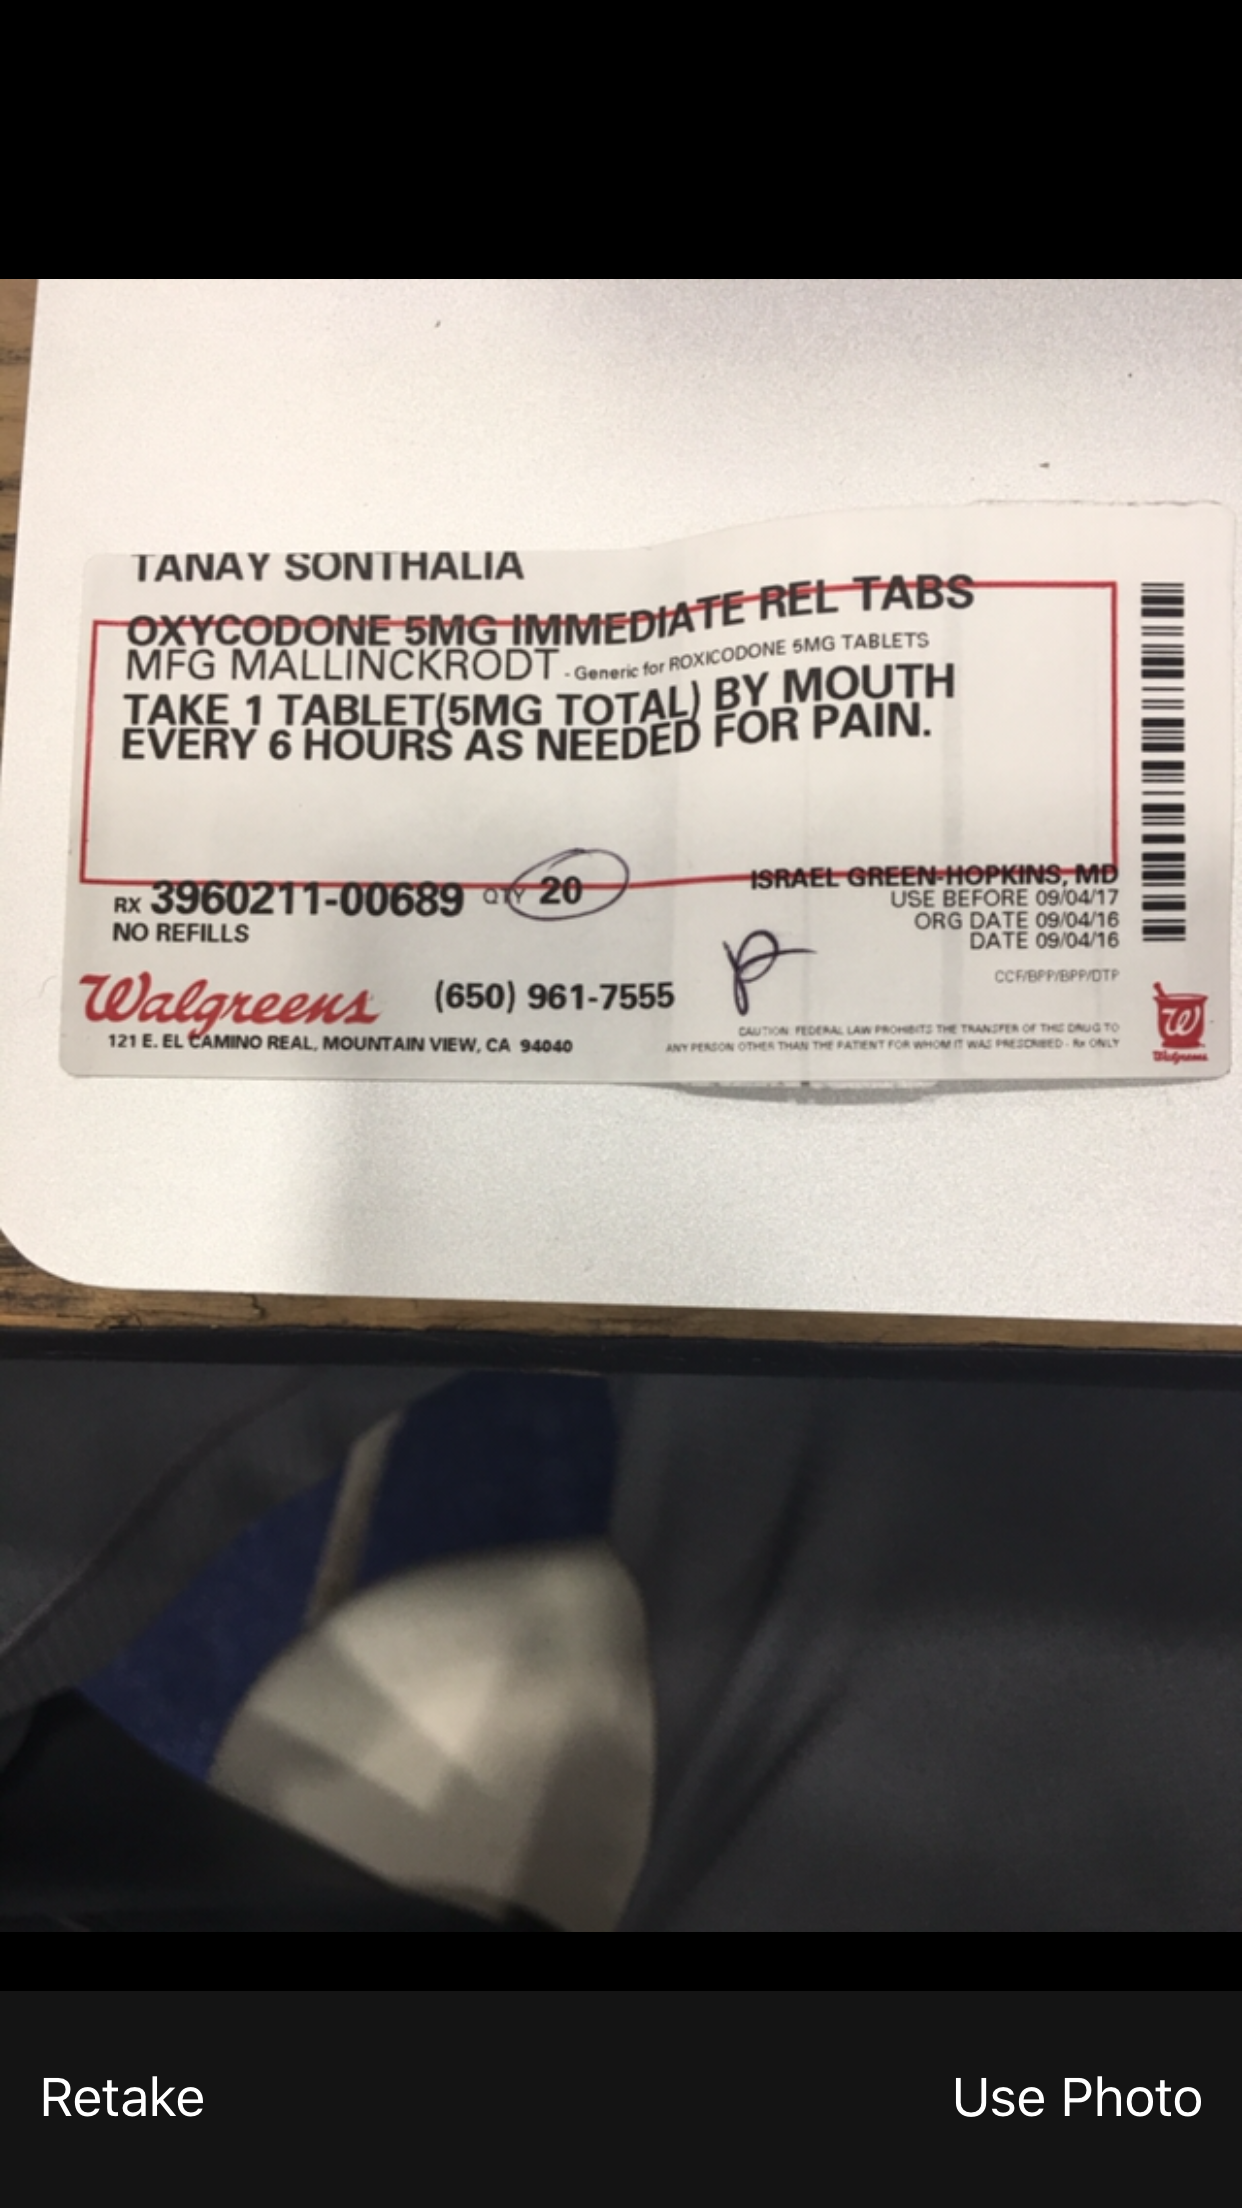 TANAY SONTHALIA
OXYCODONE 5MG IMMEDIATE REL TABS
MFG MALLINCKRODT - Generic for ROXICODONE 5MG TABLETS
TAKE 1 TABLET(5MG TOTAL) BY MOUTH
EVERY 6 HOURS AS NEEDED FOR PAIN.
RX 3960211-00689 QTY 20
NO REFILLS
ISRAEL GREEN-HOPKINS, MD
USE BEFORE 09/04/17
ORG DATE 09/04/16
DATE 09/04/16
CCF/BPP/BPP/DTP
Walgreens (650) 961-7555
121 E. EL CAMINO REAL, MOUNTAIN VIEW, CA 94040
CAUTION: FEDERAL LAW PROHIBITS THE TRANSFER OF THIS DRUG TO
ANY PERSON OTHER THAN THE PATIENT FOR WHOM IT WAS PRESCRIBED - Rx ONLY
W
Walgreens
Retake
Use Photo